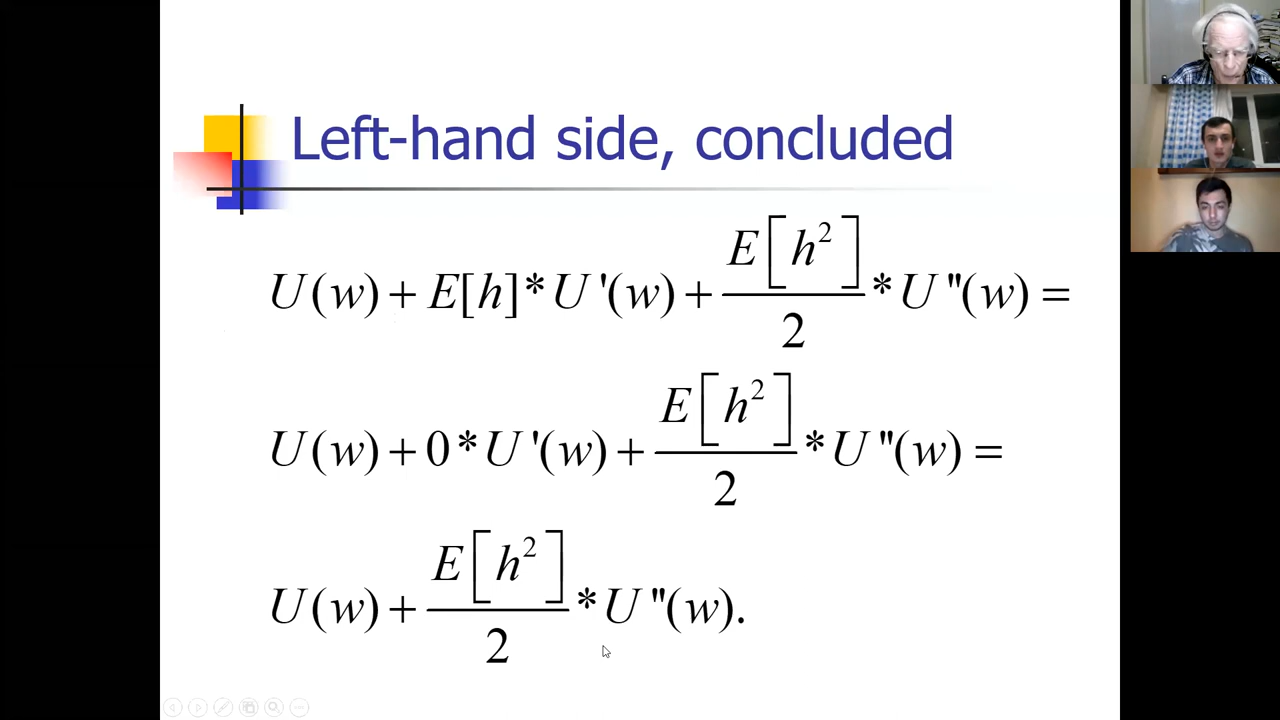 Left-hand side, concluded
U(w) + E[h] * U'(w) + E[h²]/2 * U''(w) =
U(w) + 0 * U'(w) + E[h²]/2 * U''(w) =
U(w) + E[h²]/2 * U''(w).